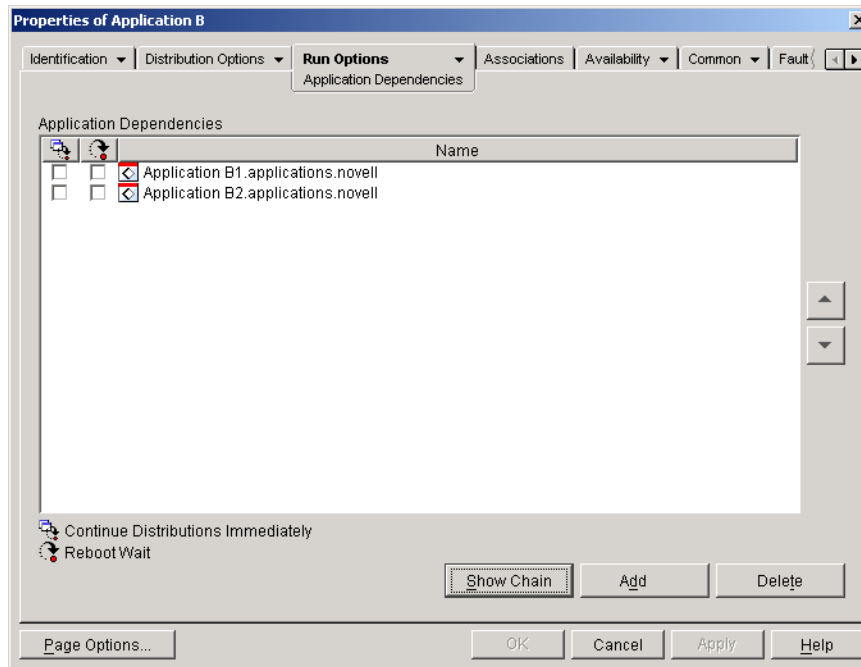 Properties of Application B
Identification Distribution Options Run Options Associations Availability Common Fault
Application Dependencies
Application Dependencies
Name
Application B1.applications.novell
Application B2.applications.novell
Continue Distributions Immediately
Reboot Wait
Show Chain Add Delete
Page Options... OK Cancel Apply Help